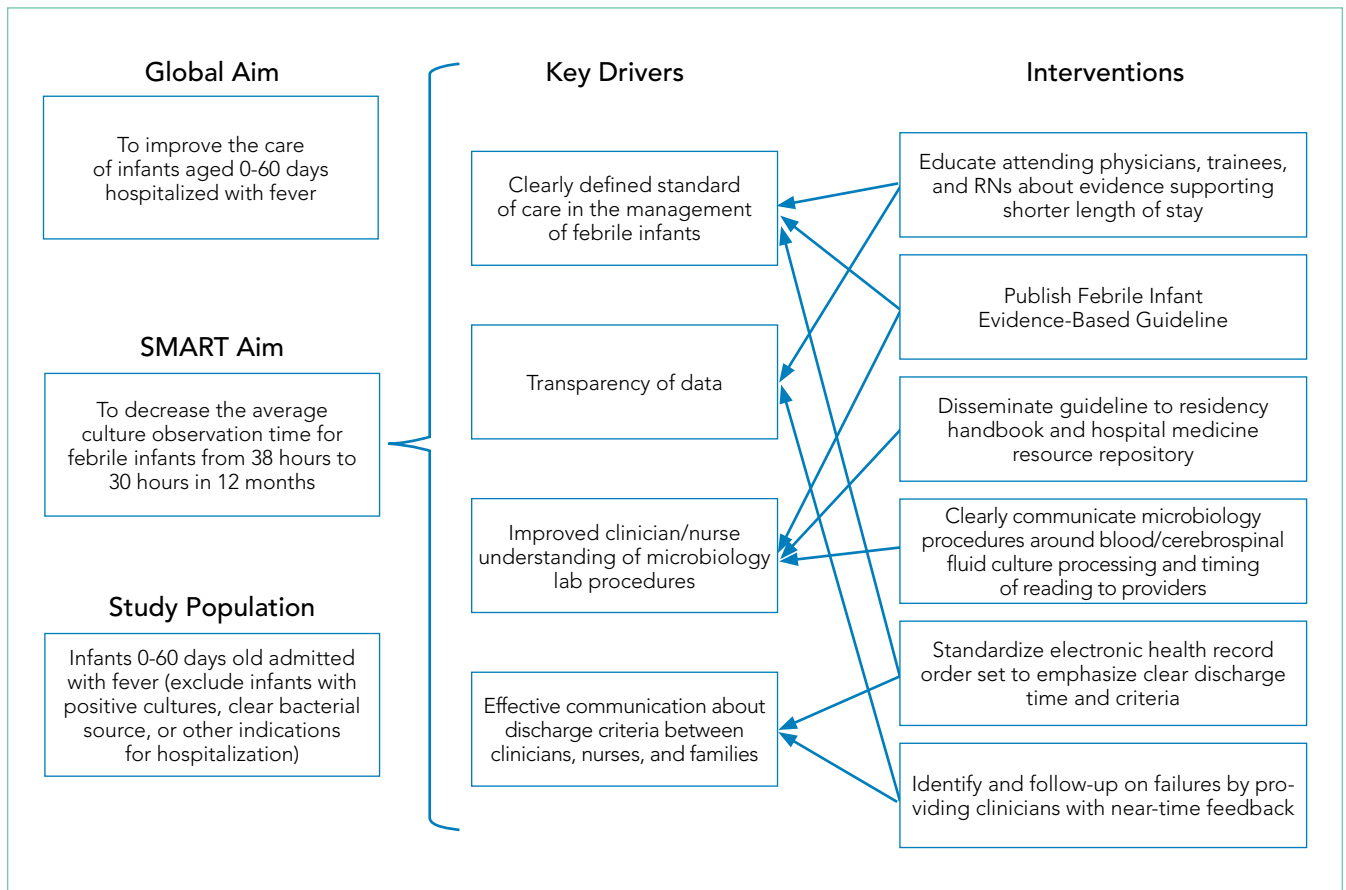 Global Aim
To improve the care
of infants aged 0-60 days
hospitalized with fever
SMART Aim
To decrease the average
culture observation time for
febrile infants from 38 hours to
30 hours in 12 months
Study Population
Infants 0-60 days old admitted
with fever (exclude infants with
positive cultures, clear bacterial
source, or other indications
for hospitalization)
Key Drivers
Clearly defined standard
of care in the management
of febrile infants
Transparency of data
Improved clinician/nurse
understanding of microbiology
lab procedures
Effective communication about
discharge criteria between
clinicians, nurses, and families
Interventions
Educate attending physicians, trainees,
and RNs about evidence supporting
shorter length of stay
Publish Febrile Infant
Evidence-Based Guideline
Disseminate guideline to residency
handbook and hospital medicine
resource repository
Clearly communicate microbiology
procedures around blood/cerebrospinal
fluid culture processing and timing
of reading to providers
Standardize electronic health record
order set to emphasize clear discharge
time and criteria
Identify and follow-up on failures by pro-
viding clinicians with near-time feedback